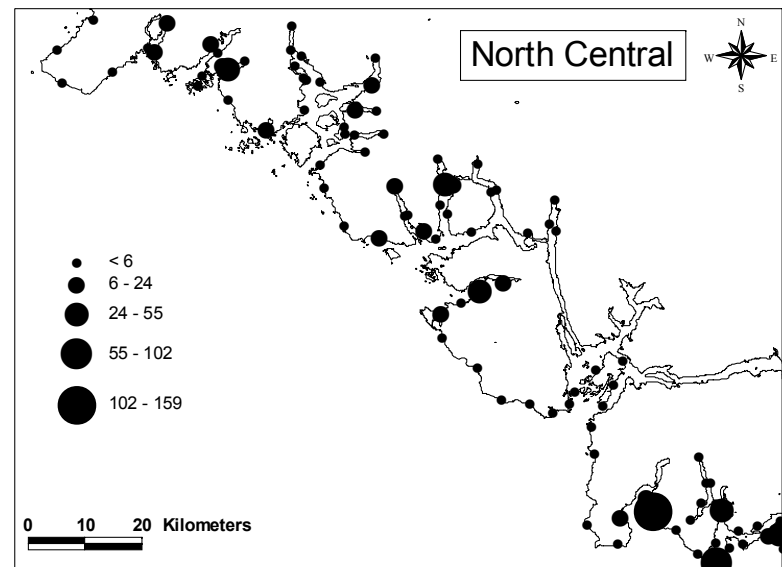 North Central
N
W E
S
< 6
6 - 24
24 - 55
55 - 102
102 - 159
0 10 20 Kilometers